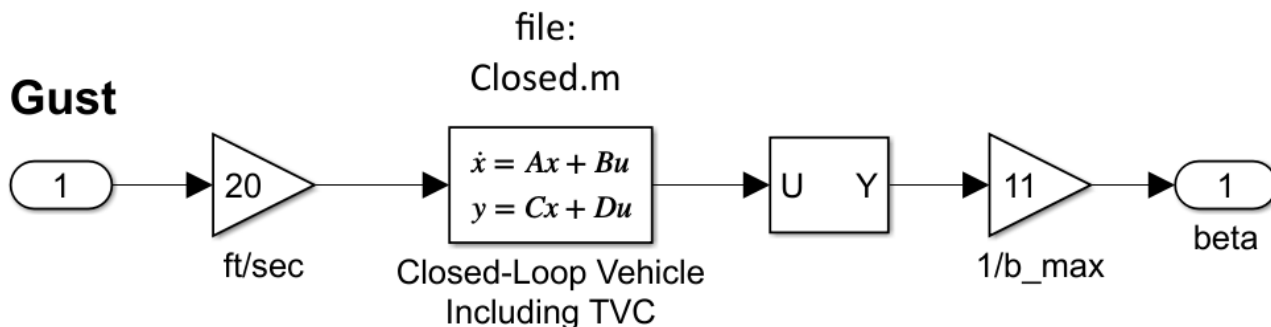 file:
Closed.m
Gust
1
20
ft/sec
ẋ = Ax + Bu
y = Cx + Du
Closed-Loop Vehicle
Including TVC
U Y
11
1/b_max
1
beta